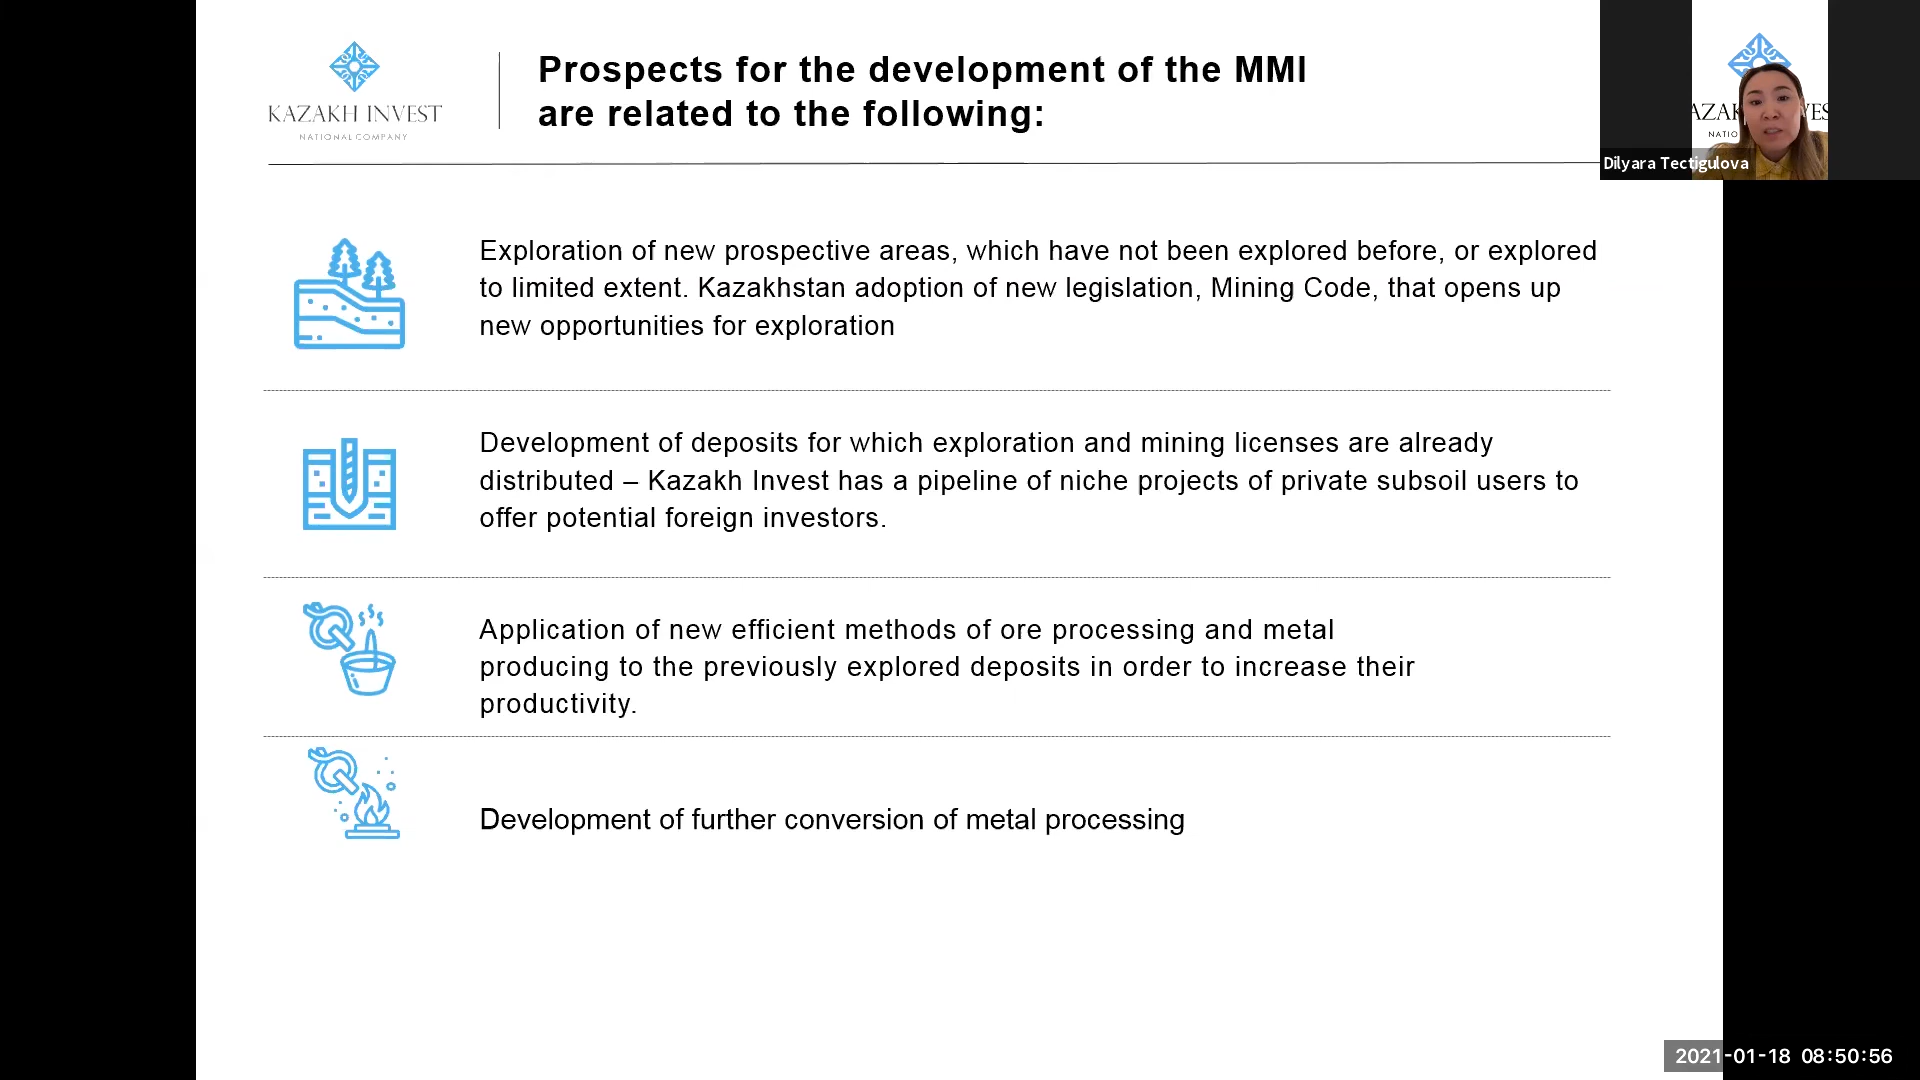 KAZAKH INVEST
NATIONAL COMPANY
Prospects for the development of the MMI
are related to the following:
AZAK
VES
NATIO
Dilyara Tectigulova
Exploration of new prospective areas, which have not been explored before, or explored
to limited extent. Kazakhstan adoption of new legislation, Mining Code, that opens up
new opportunities for exploration
Development of deposits for which exploration and mining licenses are already
distributed – Kazakh Invest has a pipeline of niche projects of private subsoil users to
offer potential foreign investors.
Application of new efficient methods of ore processing and metal
producing to the previously explored deposits in order to increase their
productivity.
Development of further conversion of metal processing
2021-01-18 08:50:56